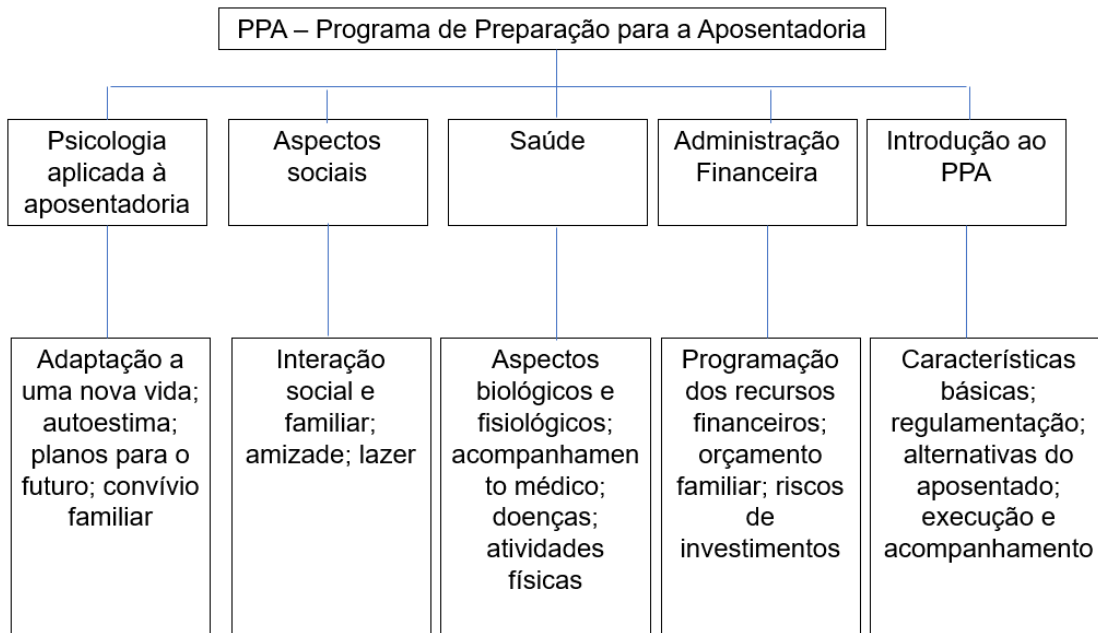 PPA – Programa de Preparação para a Aposentadoria
Psicologia
aplicada à
aposentadoria
Aspectos
sociais
Saúde
Administração
Financeira
Introdução ao
PPA
Adaptação a
uma nova vida;
autoestima;
planos para o
futuro; convívio
familiar
Interação
social e
familiar;
amizade; lazer
Aspectos
biológicos e
fisiológicos;
acompanhamen
to médico;
doenças;
atividades
físicas
Programação
dos recursos
financeiros;
orçamento
familiar; riscos
de
investimentos
Característicás
básicas;
regulamentação;
alternativas do
aposentado;
execução e
acompanhamento